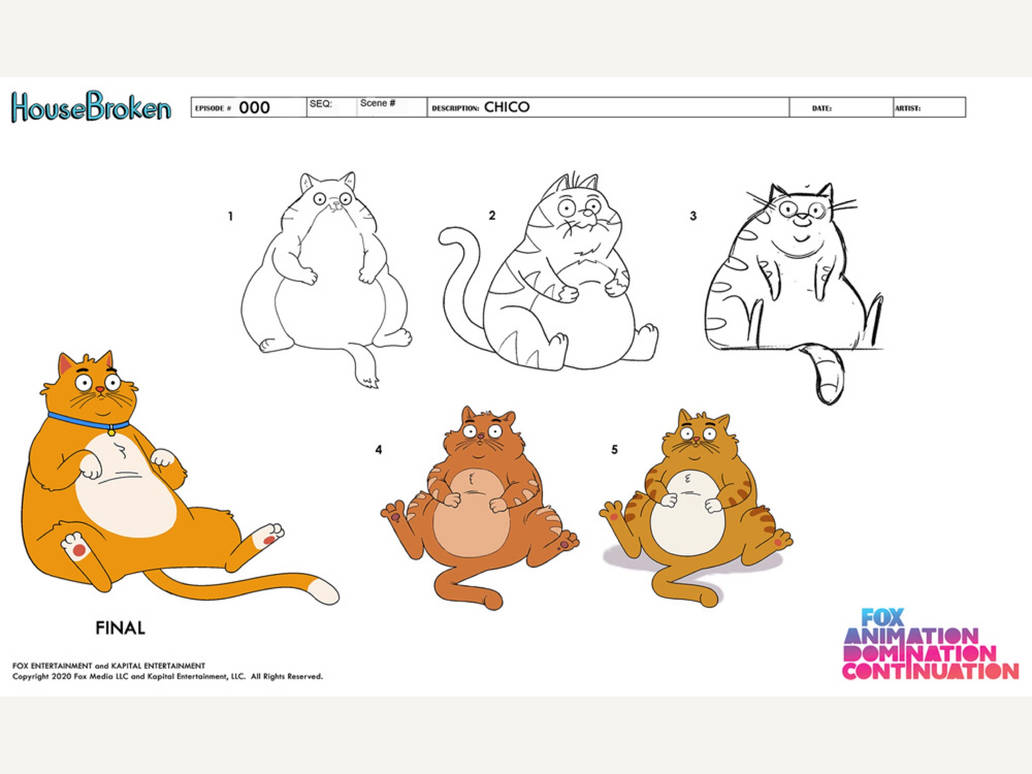 HouseBroken
EPISODE # 000 SEQ: Scene # DESCRIPTION: CHICO DATE: ARTIST:
1 2 3
4 5
FINAL
FOX ENTERTAINMENT and KAPITAL ENTERTAINMENT
Copyright 2020 Fox Media LLC and Kapital Entertainment, LLC. All Rights Reserved.
FOX
ANIMATION
DOMINATION
CONTINUATION